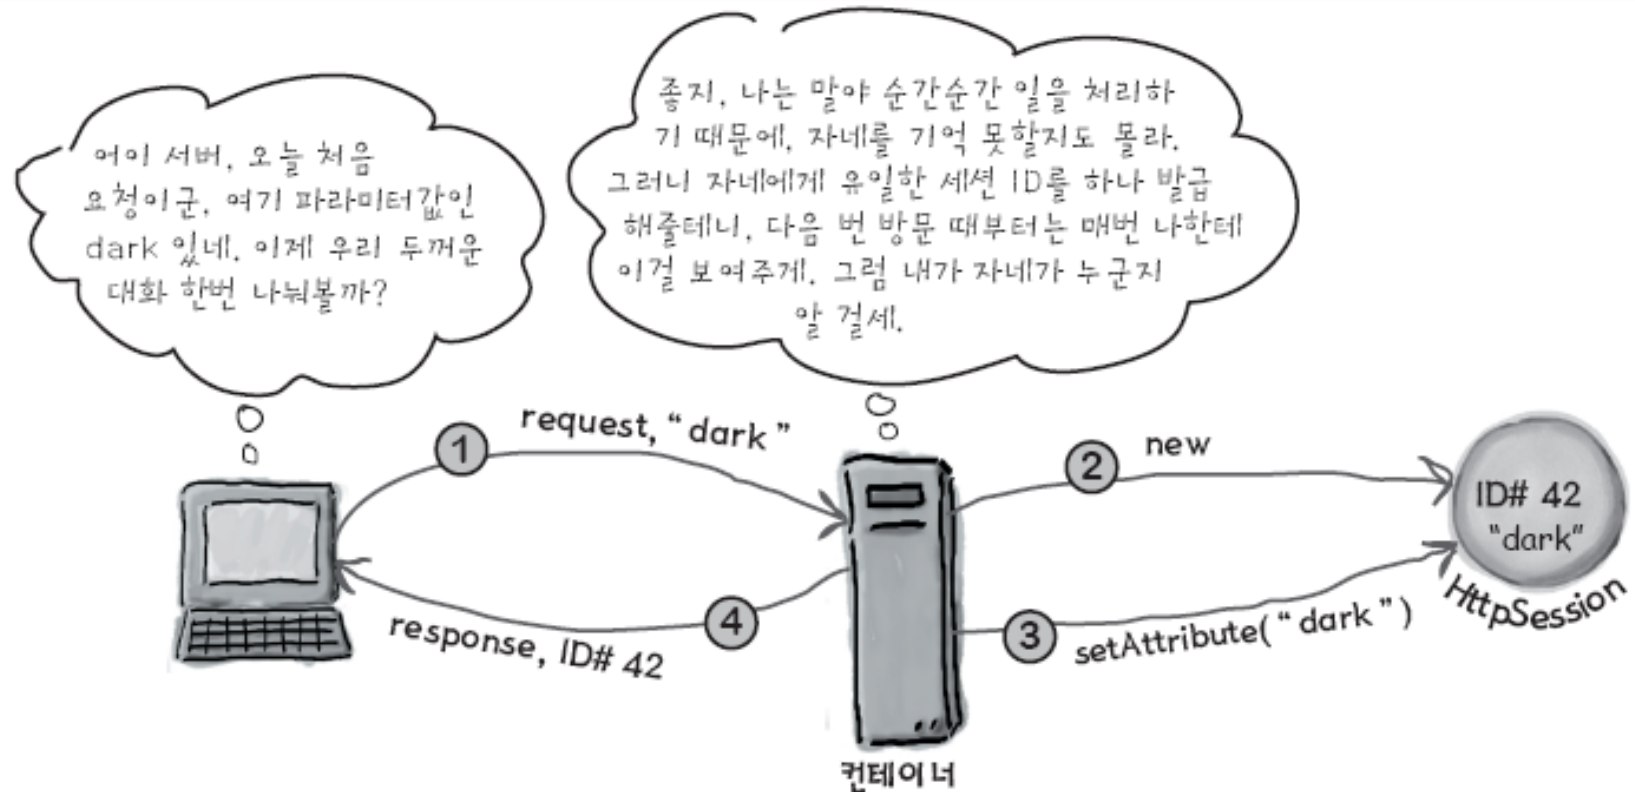 어이 서버, 오늘 처음
요청이군, 여기 파라미터값인
dark 있네. 이제 우리 두꺼운
대화 한번 나눠볼까?
좋지, 나는 말야 순간순간 일을 처리하
기 때문에, 자네를 기억 못할지도 몰라.
그러니 자네에게 유일한 세션 ID를 하나 발급
해줄테니, 다음 번 방문 때부터는 매번 나한테
이걸 보여주게. 그럼 내가 자네가 누군지
알 걸세.
1
request, “dark”
2
new
ID# 42
“dark”
HttpSession
3
setAttribute(“dark”)
4
response, ID# 42
컨테이너